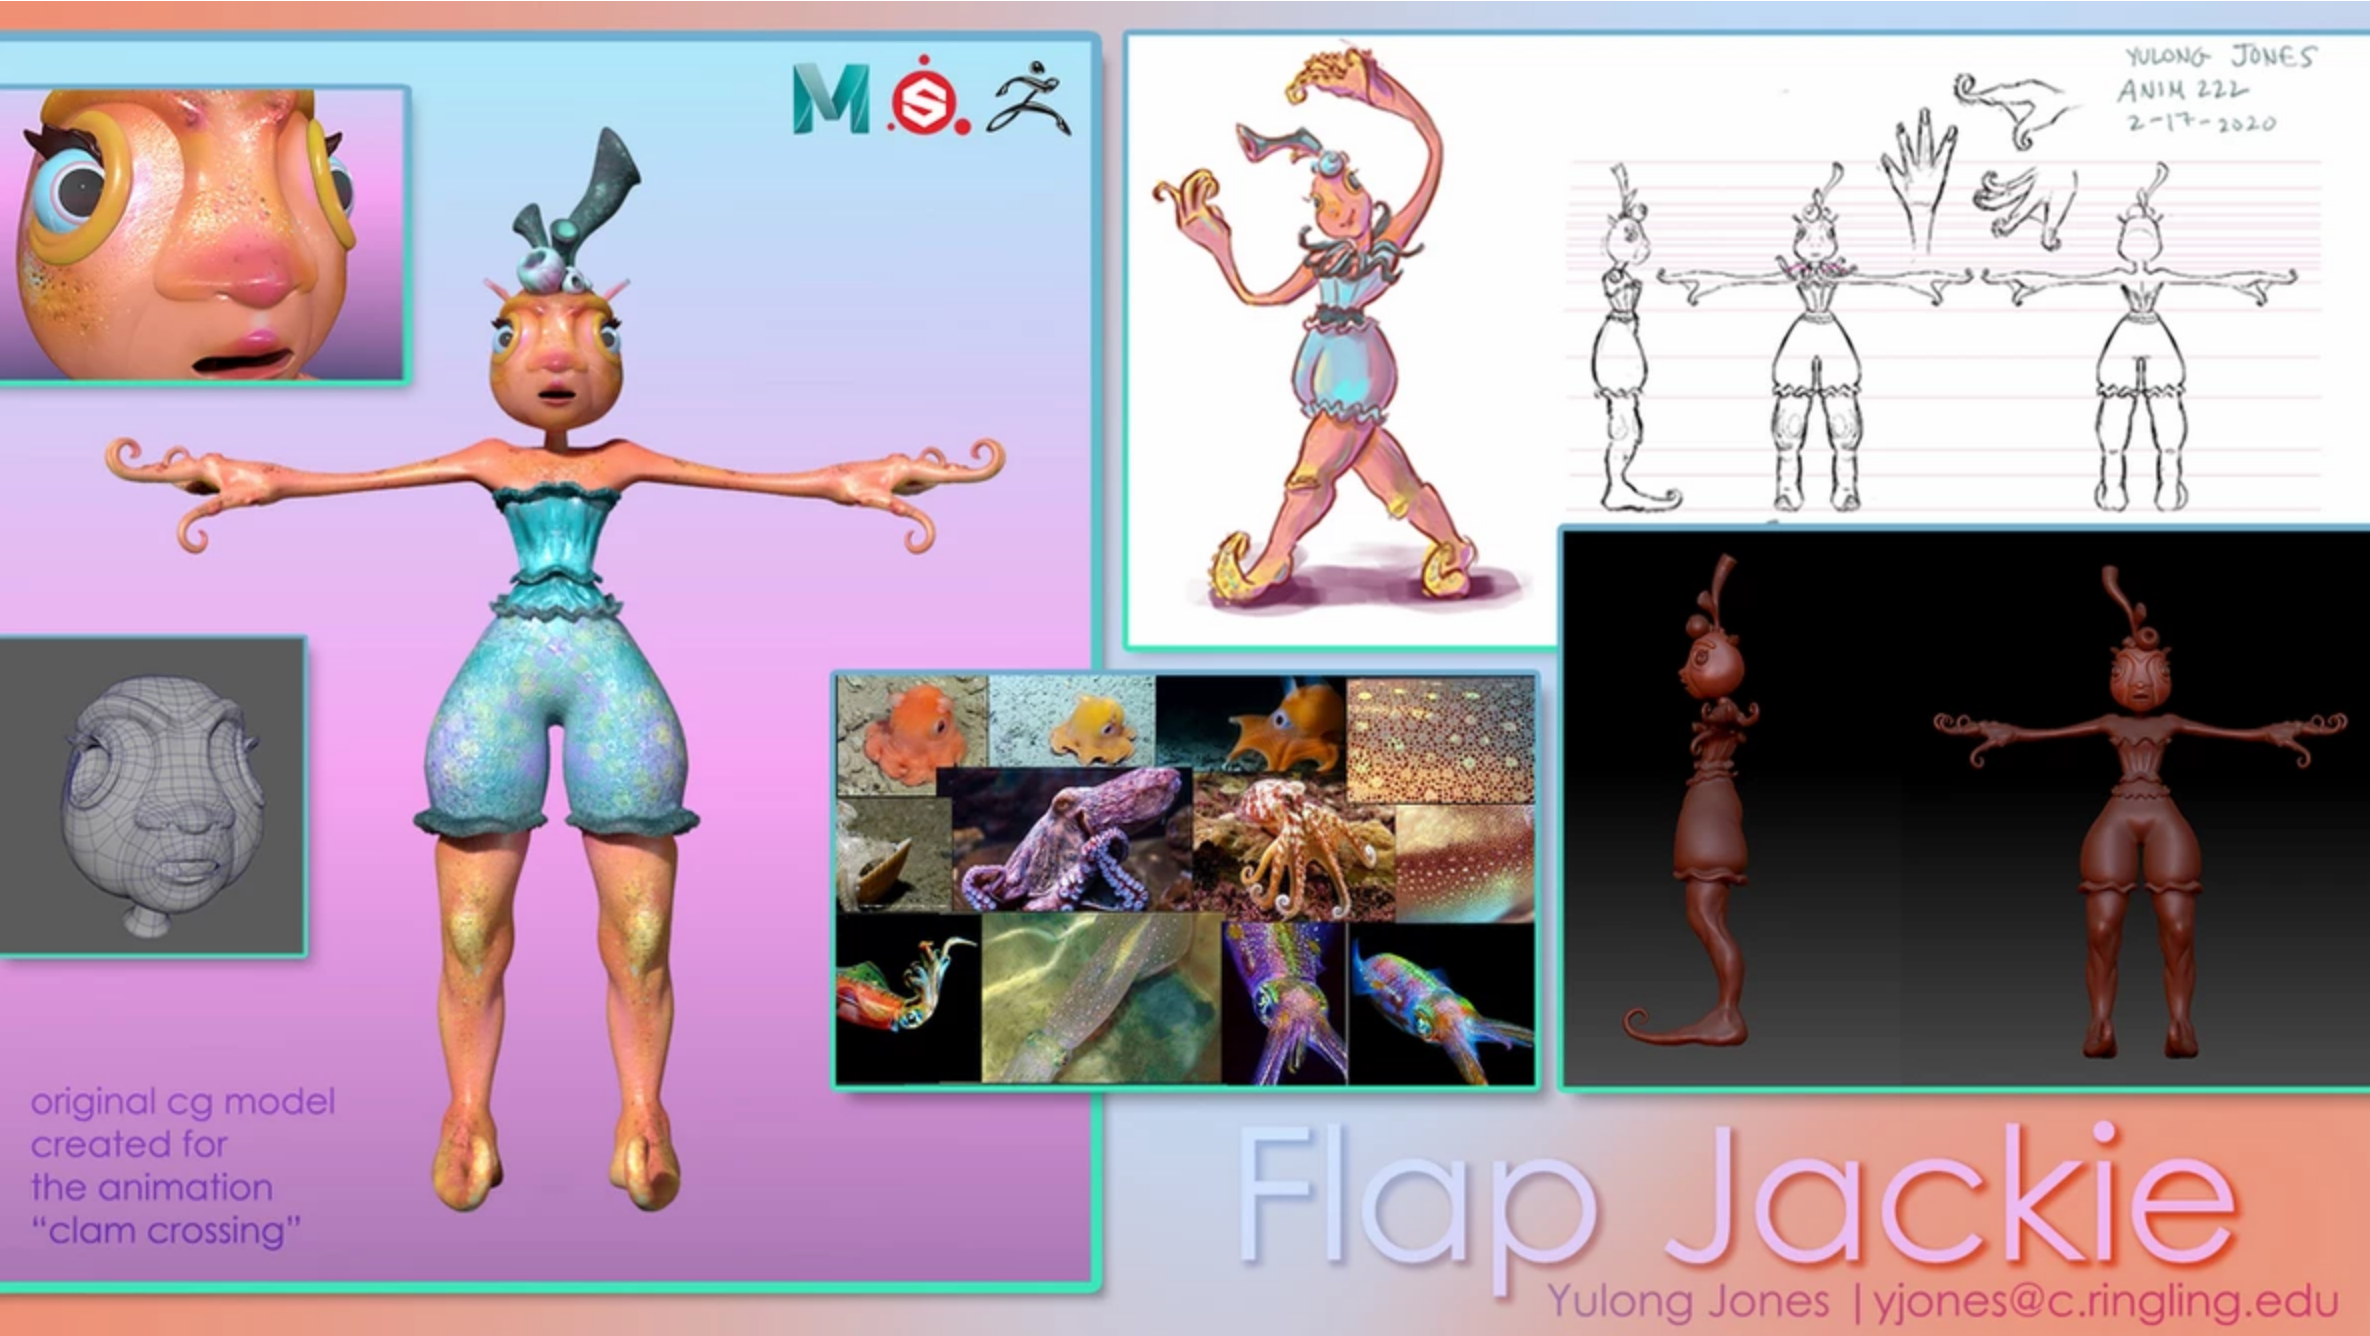 M
S
YULONG JONES
ANIM 222
2-17-2020
original cg model
created for
the animation
“clam crossing”
Flap Jackie
Yulong Jones | yjones@c.ringling.edu